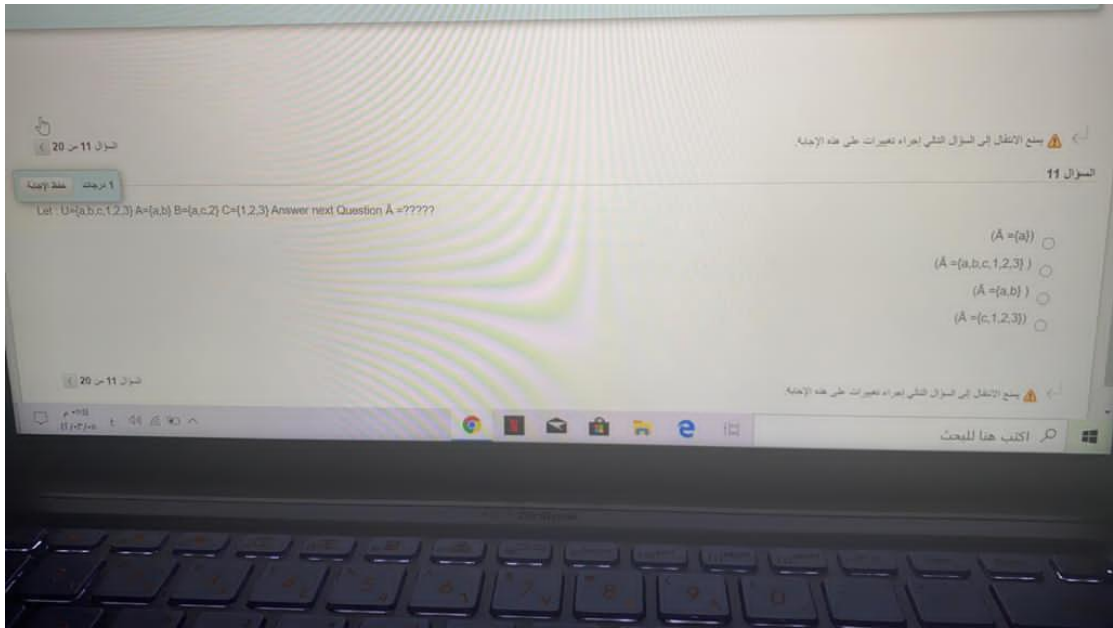 السؤال 11 من 20
يمنع الانتقال إلى السؤال التالي إجراء تغييرات على هذه الإجابة.
السؤال 11
1 درجات حفظ الإجابة
Let : U={a,b,c,1,2,3} A={a,b} B={a,c,2} C={1,2,3} Answer next Question Ā =?????
(Ā ={a})
(Ā ={a,b,c,1,2,3} )
(Ā ={a,b} )
(Ā ={c,1,2,3})
السؤال 11 من 20
يمنع الانتقال إلى السؤال التالي إجراء تغييرات على هذه الإجابة.
اكتب هنا للبحث